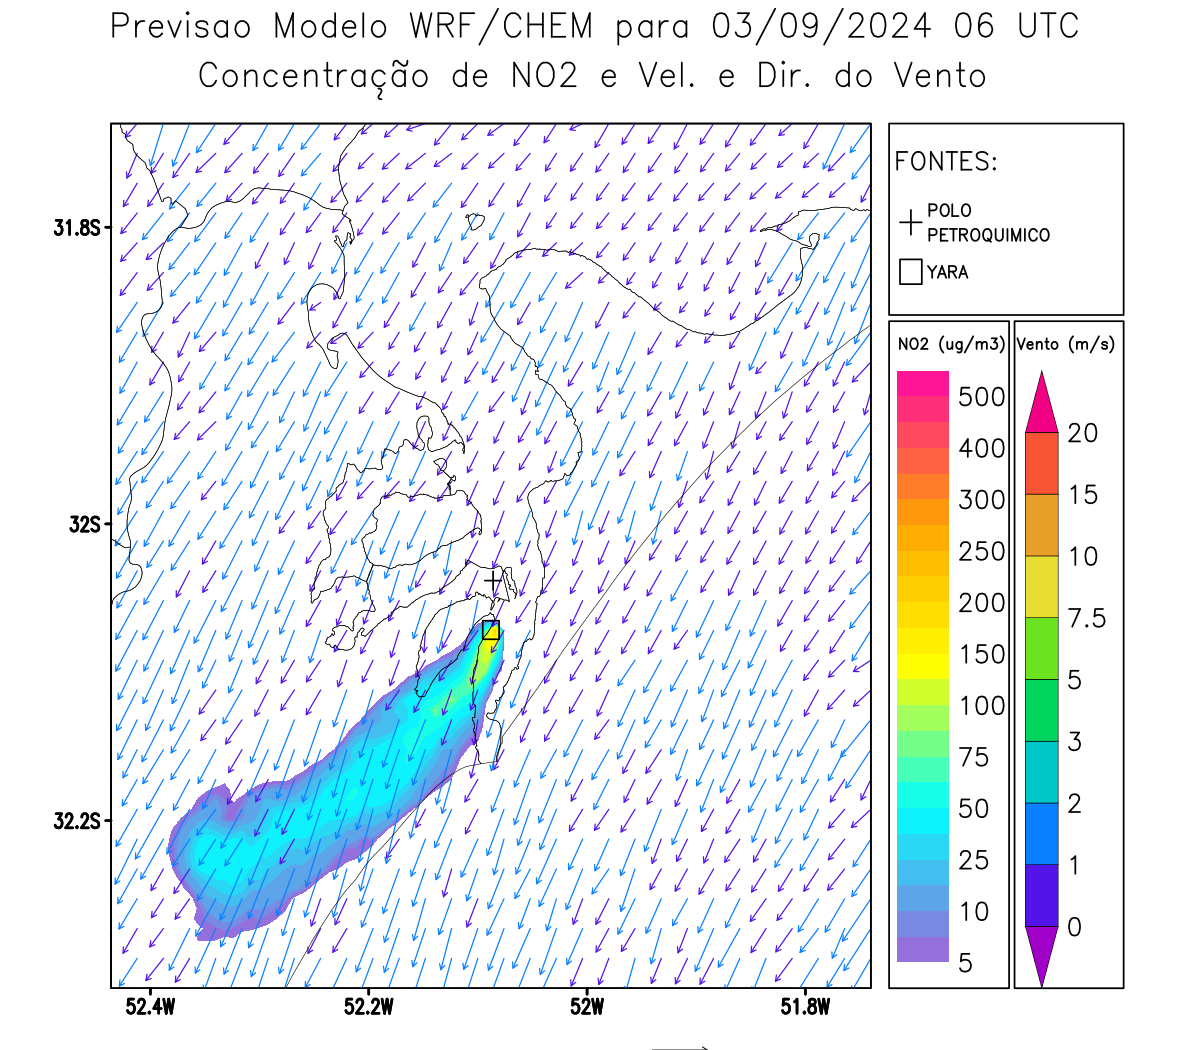 Previsao Modelo WRF/CHEM para 03/09/2024 06 UTC
Concentração de NO2 e Vel. e Dir. do Vento
FONTES:
POLO
PETROQUIMICO
YARA
NO2 (ug/m3)
500
400
300
250
200
150
100
75
50
25
10
5
Vento (m/s)
20
15
10
7.5
5
3
2
1
0
31.8S
32S
32.2S
52.4W
52.2W
52W
51.8W